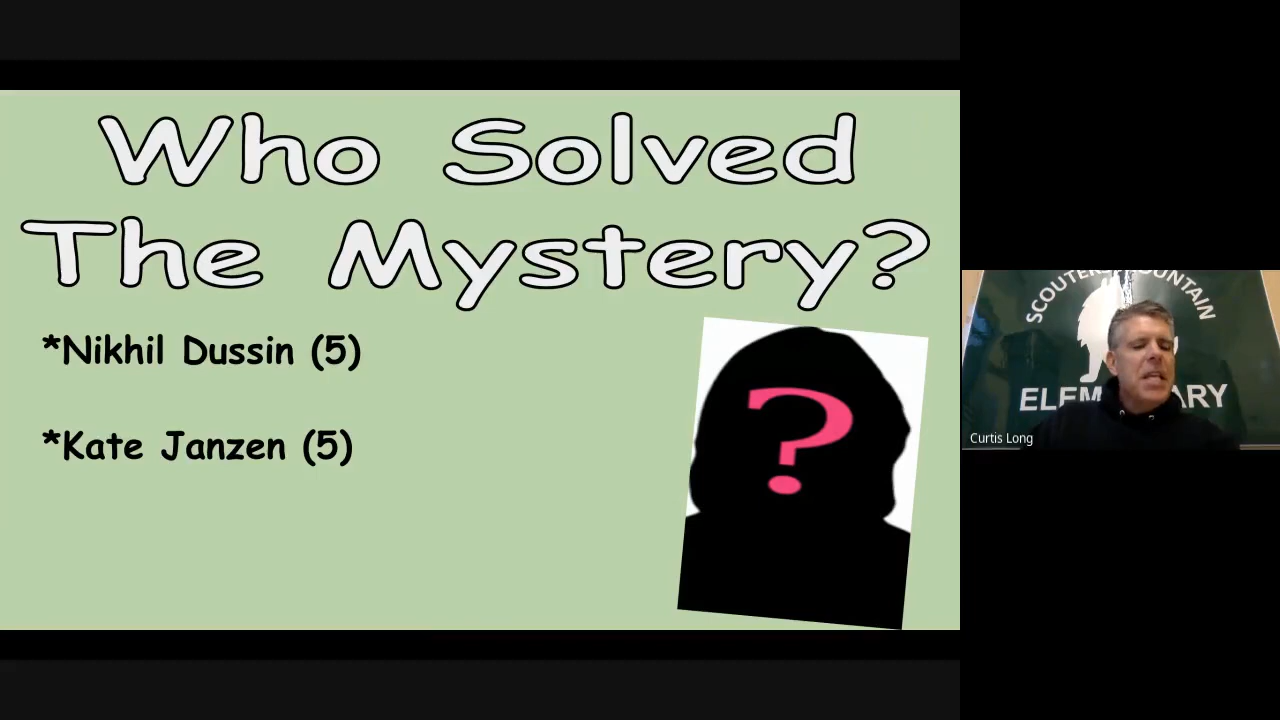 Who Solved
The Mystery?
*Nikhil Dussin (5)
*Kate Janzen (5)
?
Curtis Long